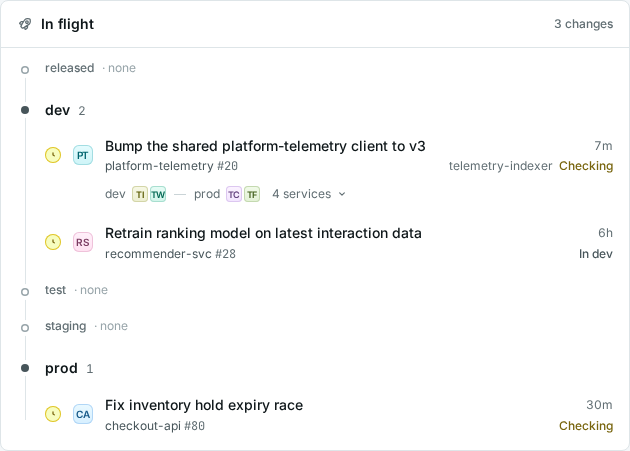 In flight 3 changes
released · none
dev 2
PT Bump the shared platform-telemetry client to v3 7m
platform-telemetry #20 telemetry-indexer Checking
dev TI TW — prod TC TF 4 services
RS Retrain ranking model on latest interaction data 6h
recommender-svc #28 In dev
test · none
staging · none
prod 1
CA Fix inventory hold expiry race 30m
checkout-api #80 Checking